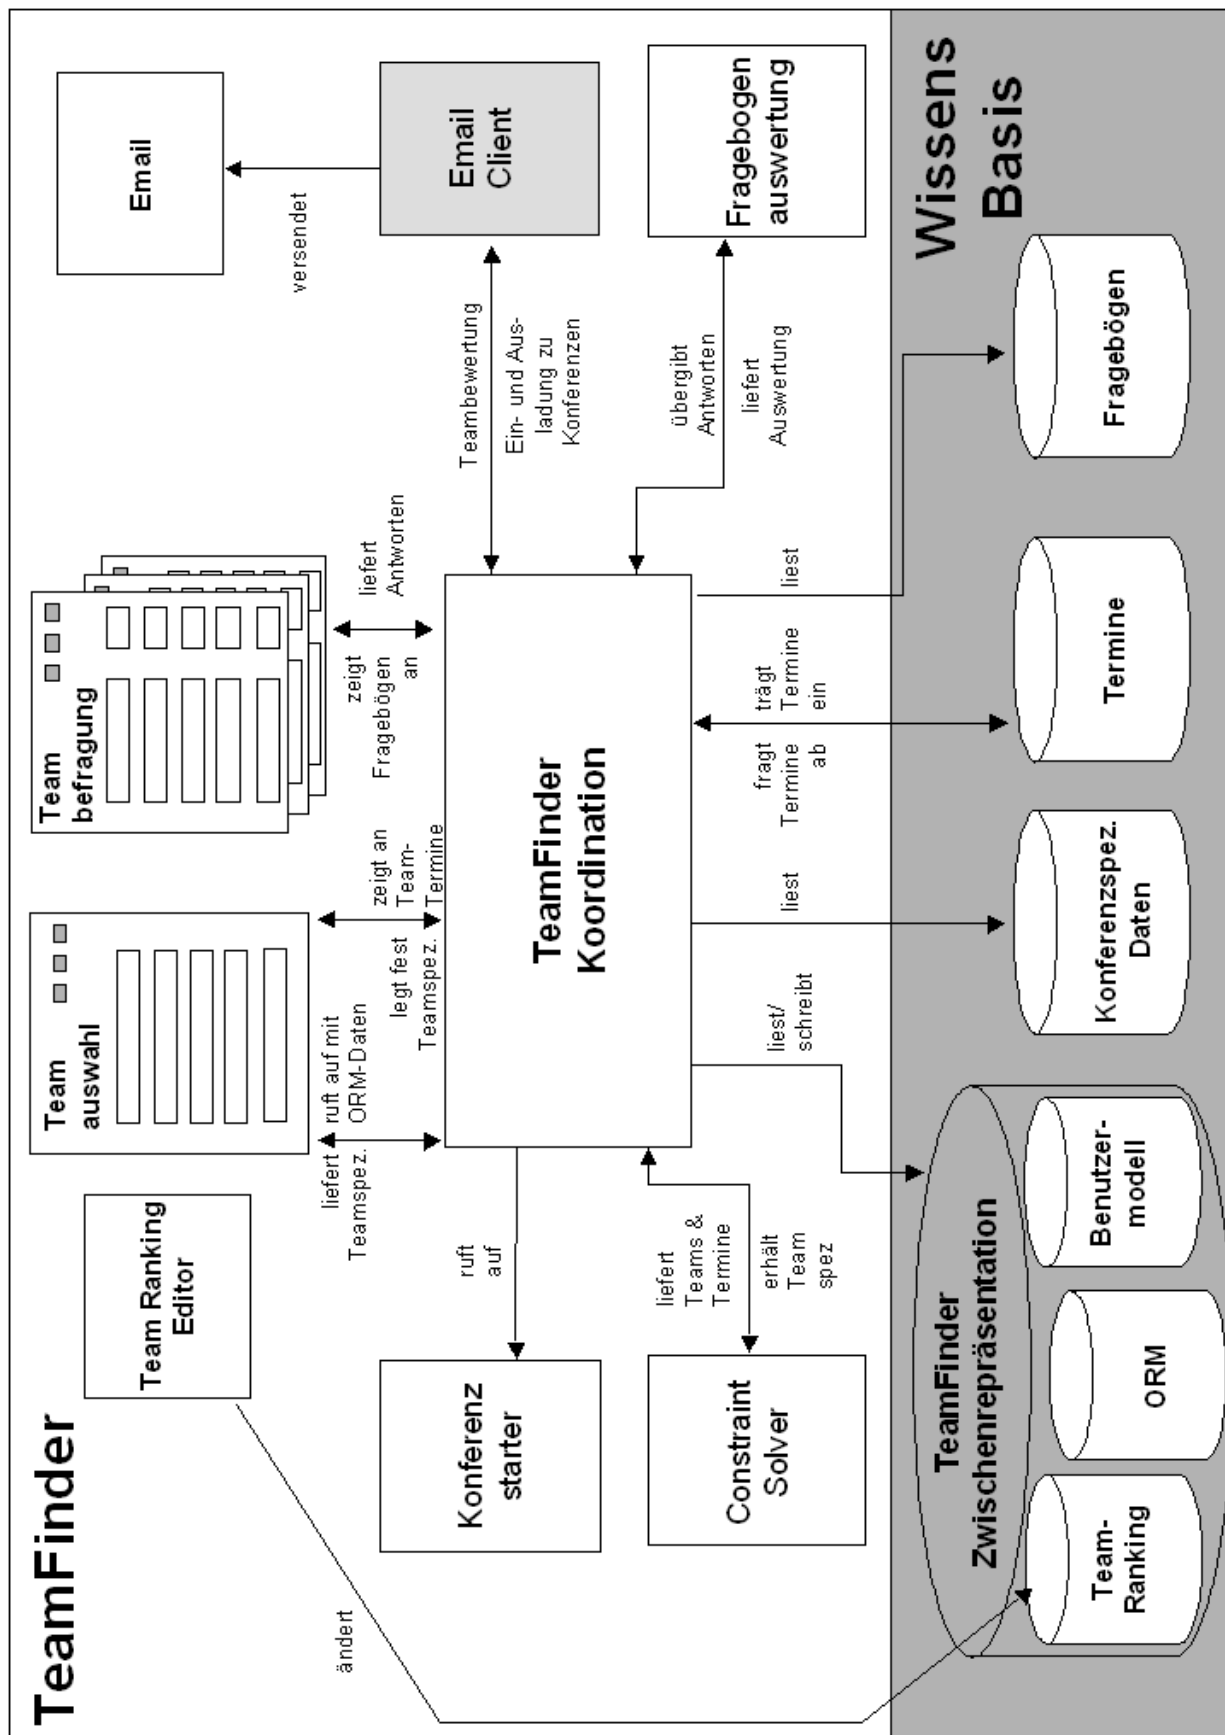 TeamFinder
Team Ranking
Editor
Team
auswahl
Team
befragung
Email
versendet
ändert
liefert
Teamspez.
ruft auf mit
ORM-Daten
legt fest
Teamspez.
zeigt an
Team-
Termine
zeigt
Fragebögen
an
liefert
Antworten
Konferenz
starter
ruft
auf
TeamFinder
Koordination
Teambewertung
Ein- und Aus-
ladung zu
Konferenzen
Email
Client
Constraint
Solver
liefert
Teams &
Termine
erhält
Team
spez
übergibt
Antworten
liefert
Auswertung
Fragebogen
auswertung
liest/
schreibt
liest
fragt
Termine
ab
trägt
Termine
ein
liest
Wissens
Basis
TeamFinder
Zwischenrepräsentation
Team-
Ranking
ORM
Benutzer-
modell
Konferenzspez.
Daten
Termine
Fragebögen